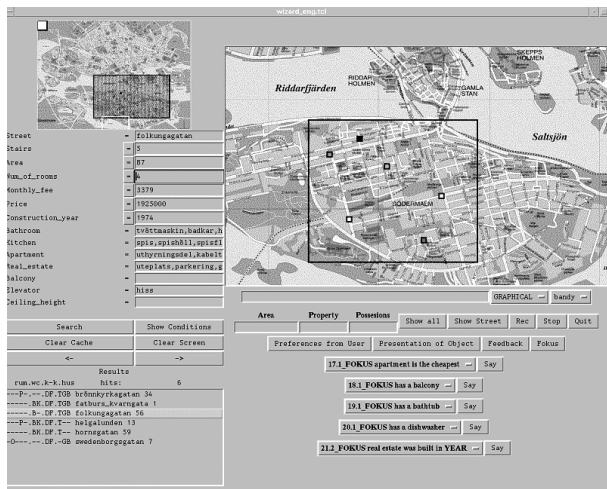 wizard_eng.tcl
Riddarfjärden
RIDDAR
HOLMEN
GAMLA
STAN
SKEPPS
HOLMEN
Saltsjön
SÖDERMALM
Street - folkungagatan
Stairs = 3
Area = 87
Num_of_rooms = 4
Monthly_fee = 3379
Price = 1925000
Construction_year = 1974
Bathroom - tvättmaskin,badkar,h
Kitchen - spis,spishäll,spisfl
Apartment - uthyrningsdel,kabelt
Real_estate - uteplats,parkering,g
Balcony -
Elevator - hiss
Ceiling_height -
GRAPHICAL bandy
Area Property Possesions
Show all Show Street Rec Stop Quit
Search Show Conditions
Clear Cache Clear Screen
<- ->
Results
rum.wc.k-k.hus hits: 6
---P-.--.DF.TGB brännkyrkagatan 34
-----.BK.DF.TGB fatburs_kvarngata 1
-----.B-.DF.TGB folkungagatan 56
---P-.BK.DF.T-- helgalunden 13
-----.BK.DF.T-- hornsgatan 59
-O---.--.DF.-GB swedenborgsgatan 7
Preferences from User Presentation of Object Feedback Fokus
17.1_FOKUS apartment is the cheapest Say
18.1_FOKUS has a balcony Say
19.1_FOKUS has a bathtub Say
20.1_FOKUS has a dishwasher Say
21.2_FOKUS real estate was built in YEAR Say